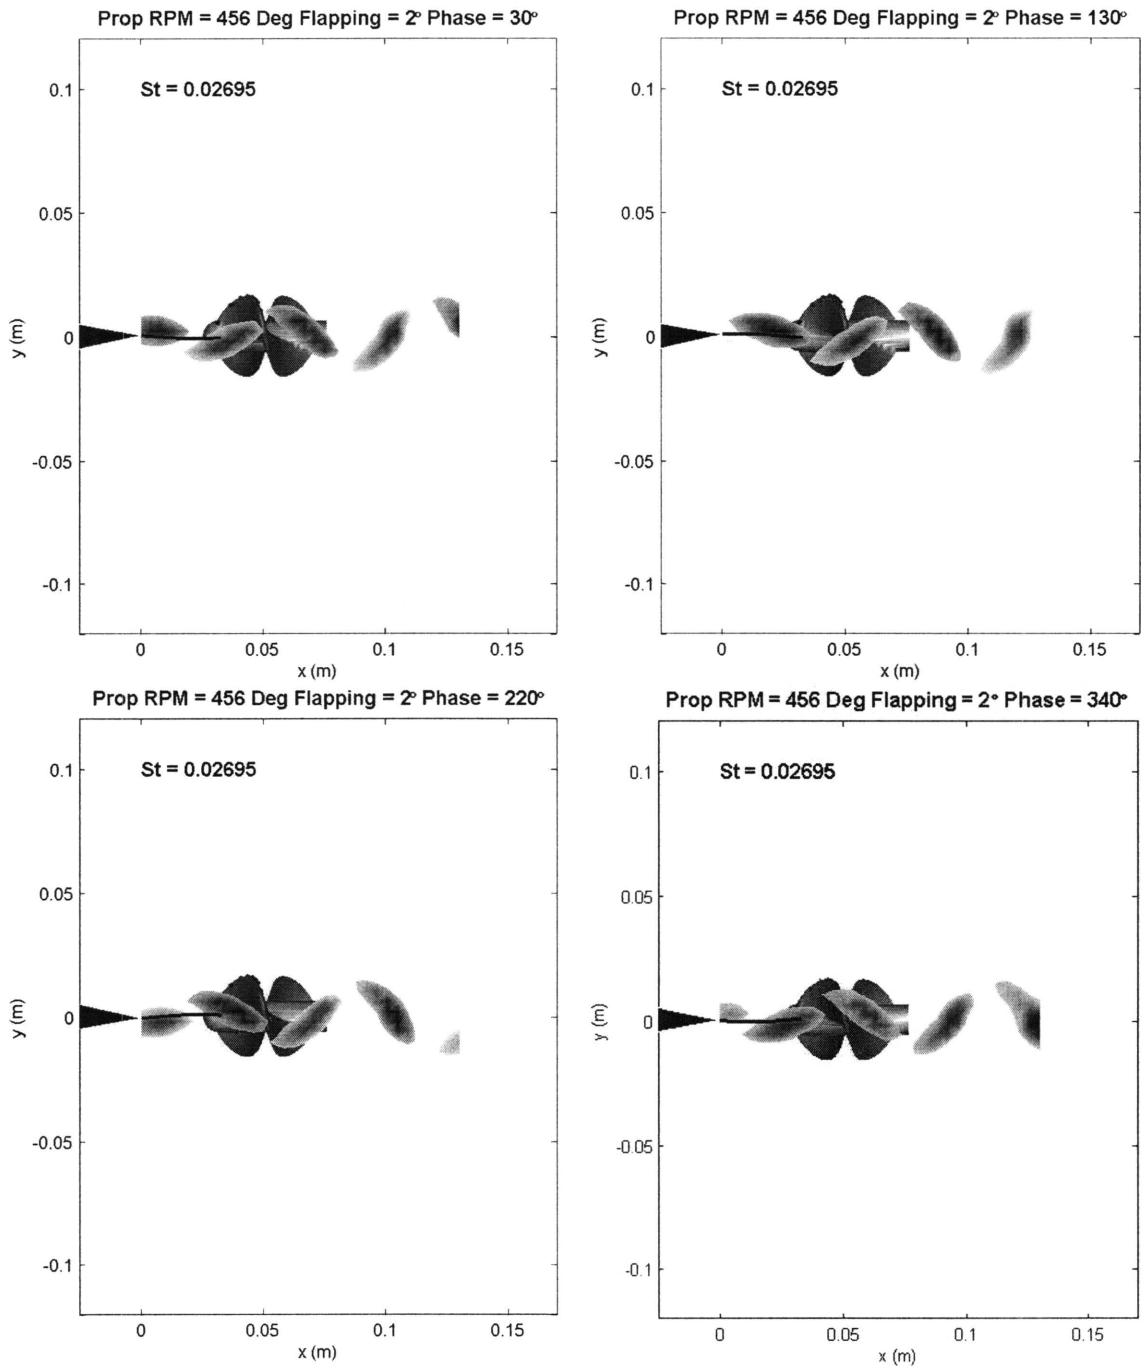 Prop RPM = 456 Deg Flapping = 2° Phase = 30°
St = 0.02695
0.1
0.05
0
-0.05
-0.1
y (m)
0 0.05 0.1 0.15
x (m)
Prop RPM = 456 Deg Flapping = 2° Phase = 130°
St = 0.02695
0.1
0.05
0
-0.05
-0.1
y (m)
0 0.05 0.1 0.15
x (m)
Prop RPM = 456 Deg Flapping = 2° Phase = 220°
St = 0.02695
0.1
0.05
0
-0.05
-0.1
y (m)
0 0.05 0.1 0.15
x (m)
Prop RPM = 456 Deg Flapping = 2° Phase = 340°
St = 0.02695
0.1
0.05
0
-0.05
-0.1
y (m)
0 0.05 0.1 0.15
x (m)